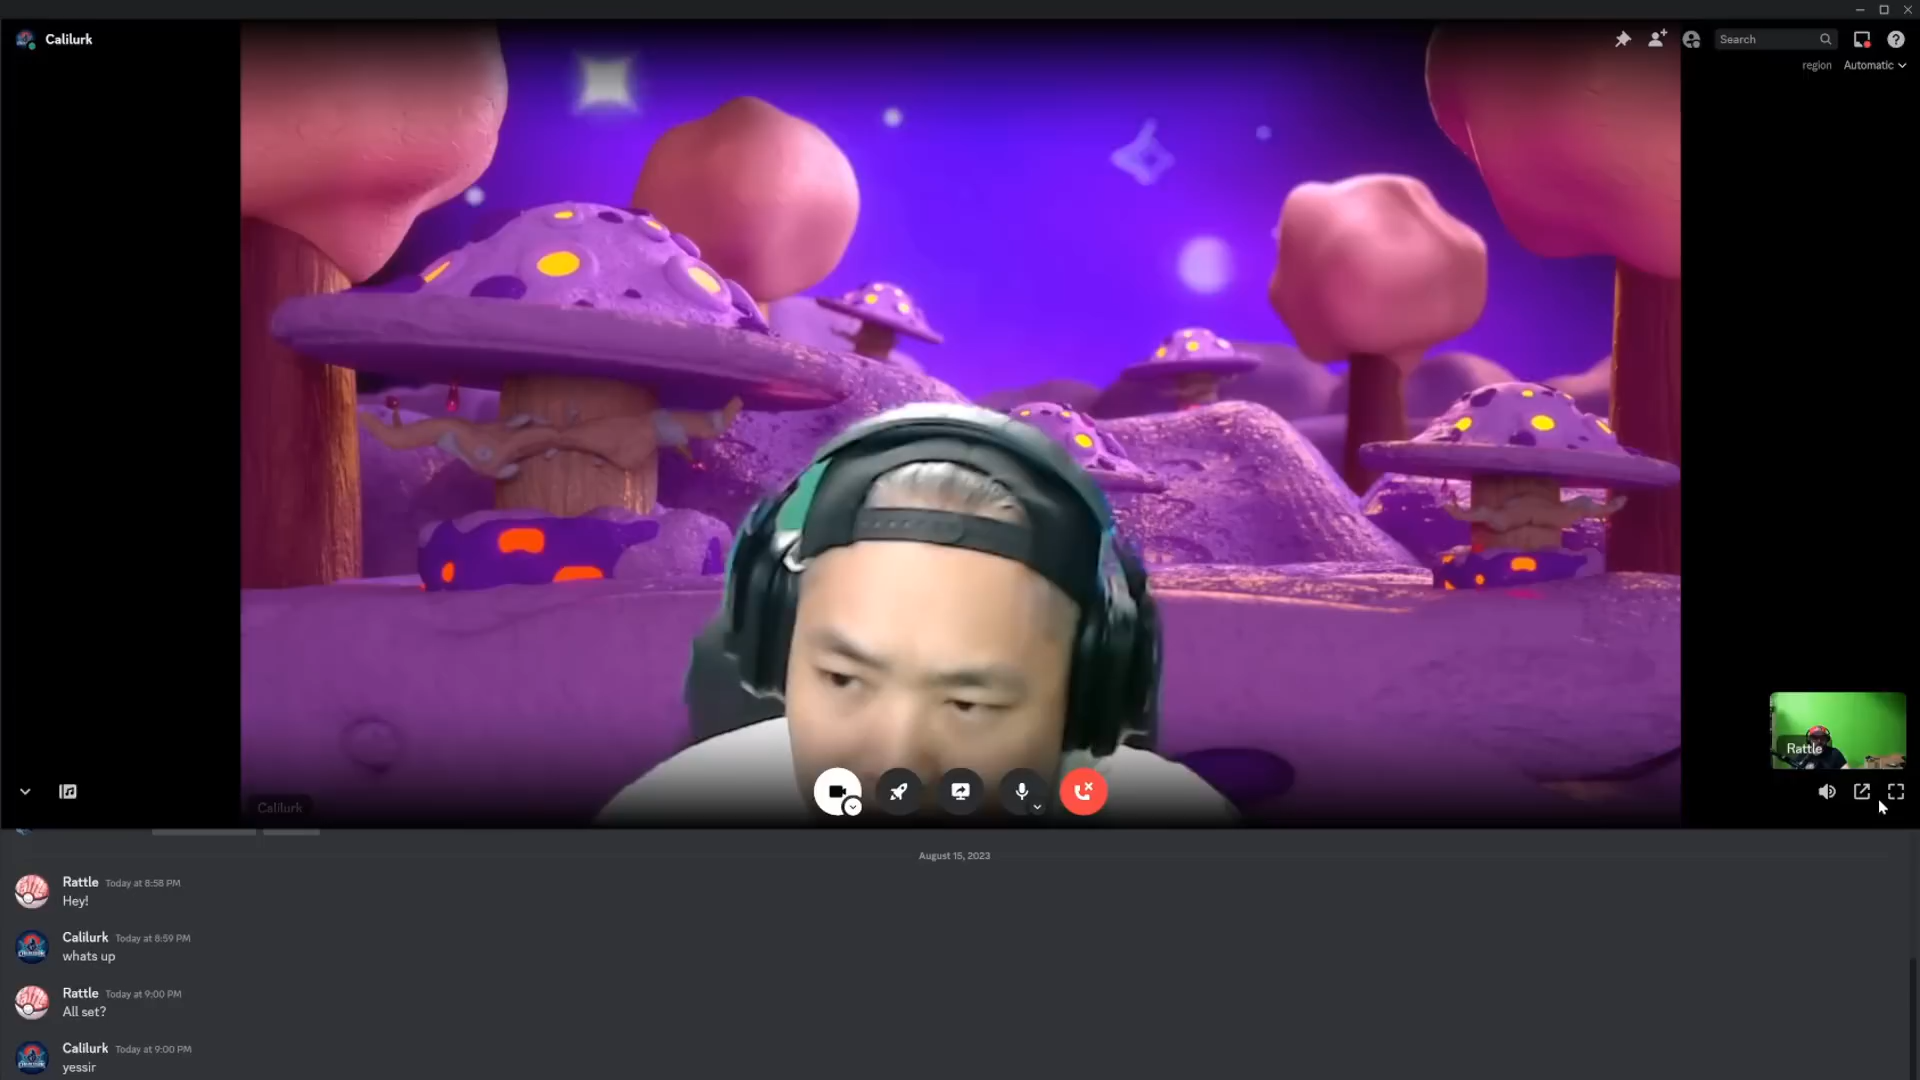 Calilurk
Search
region Automatic
Rattle
Calilurk
August 15, 2023
Rattle Today at 8:58 PM
Hey!
Calilurk Today at 8:59 PM
whats up
Rattle Today at 9:00 PM
All set?
Calilurk Today at 9:00 PM
yessir